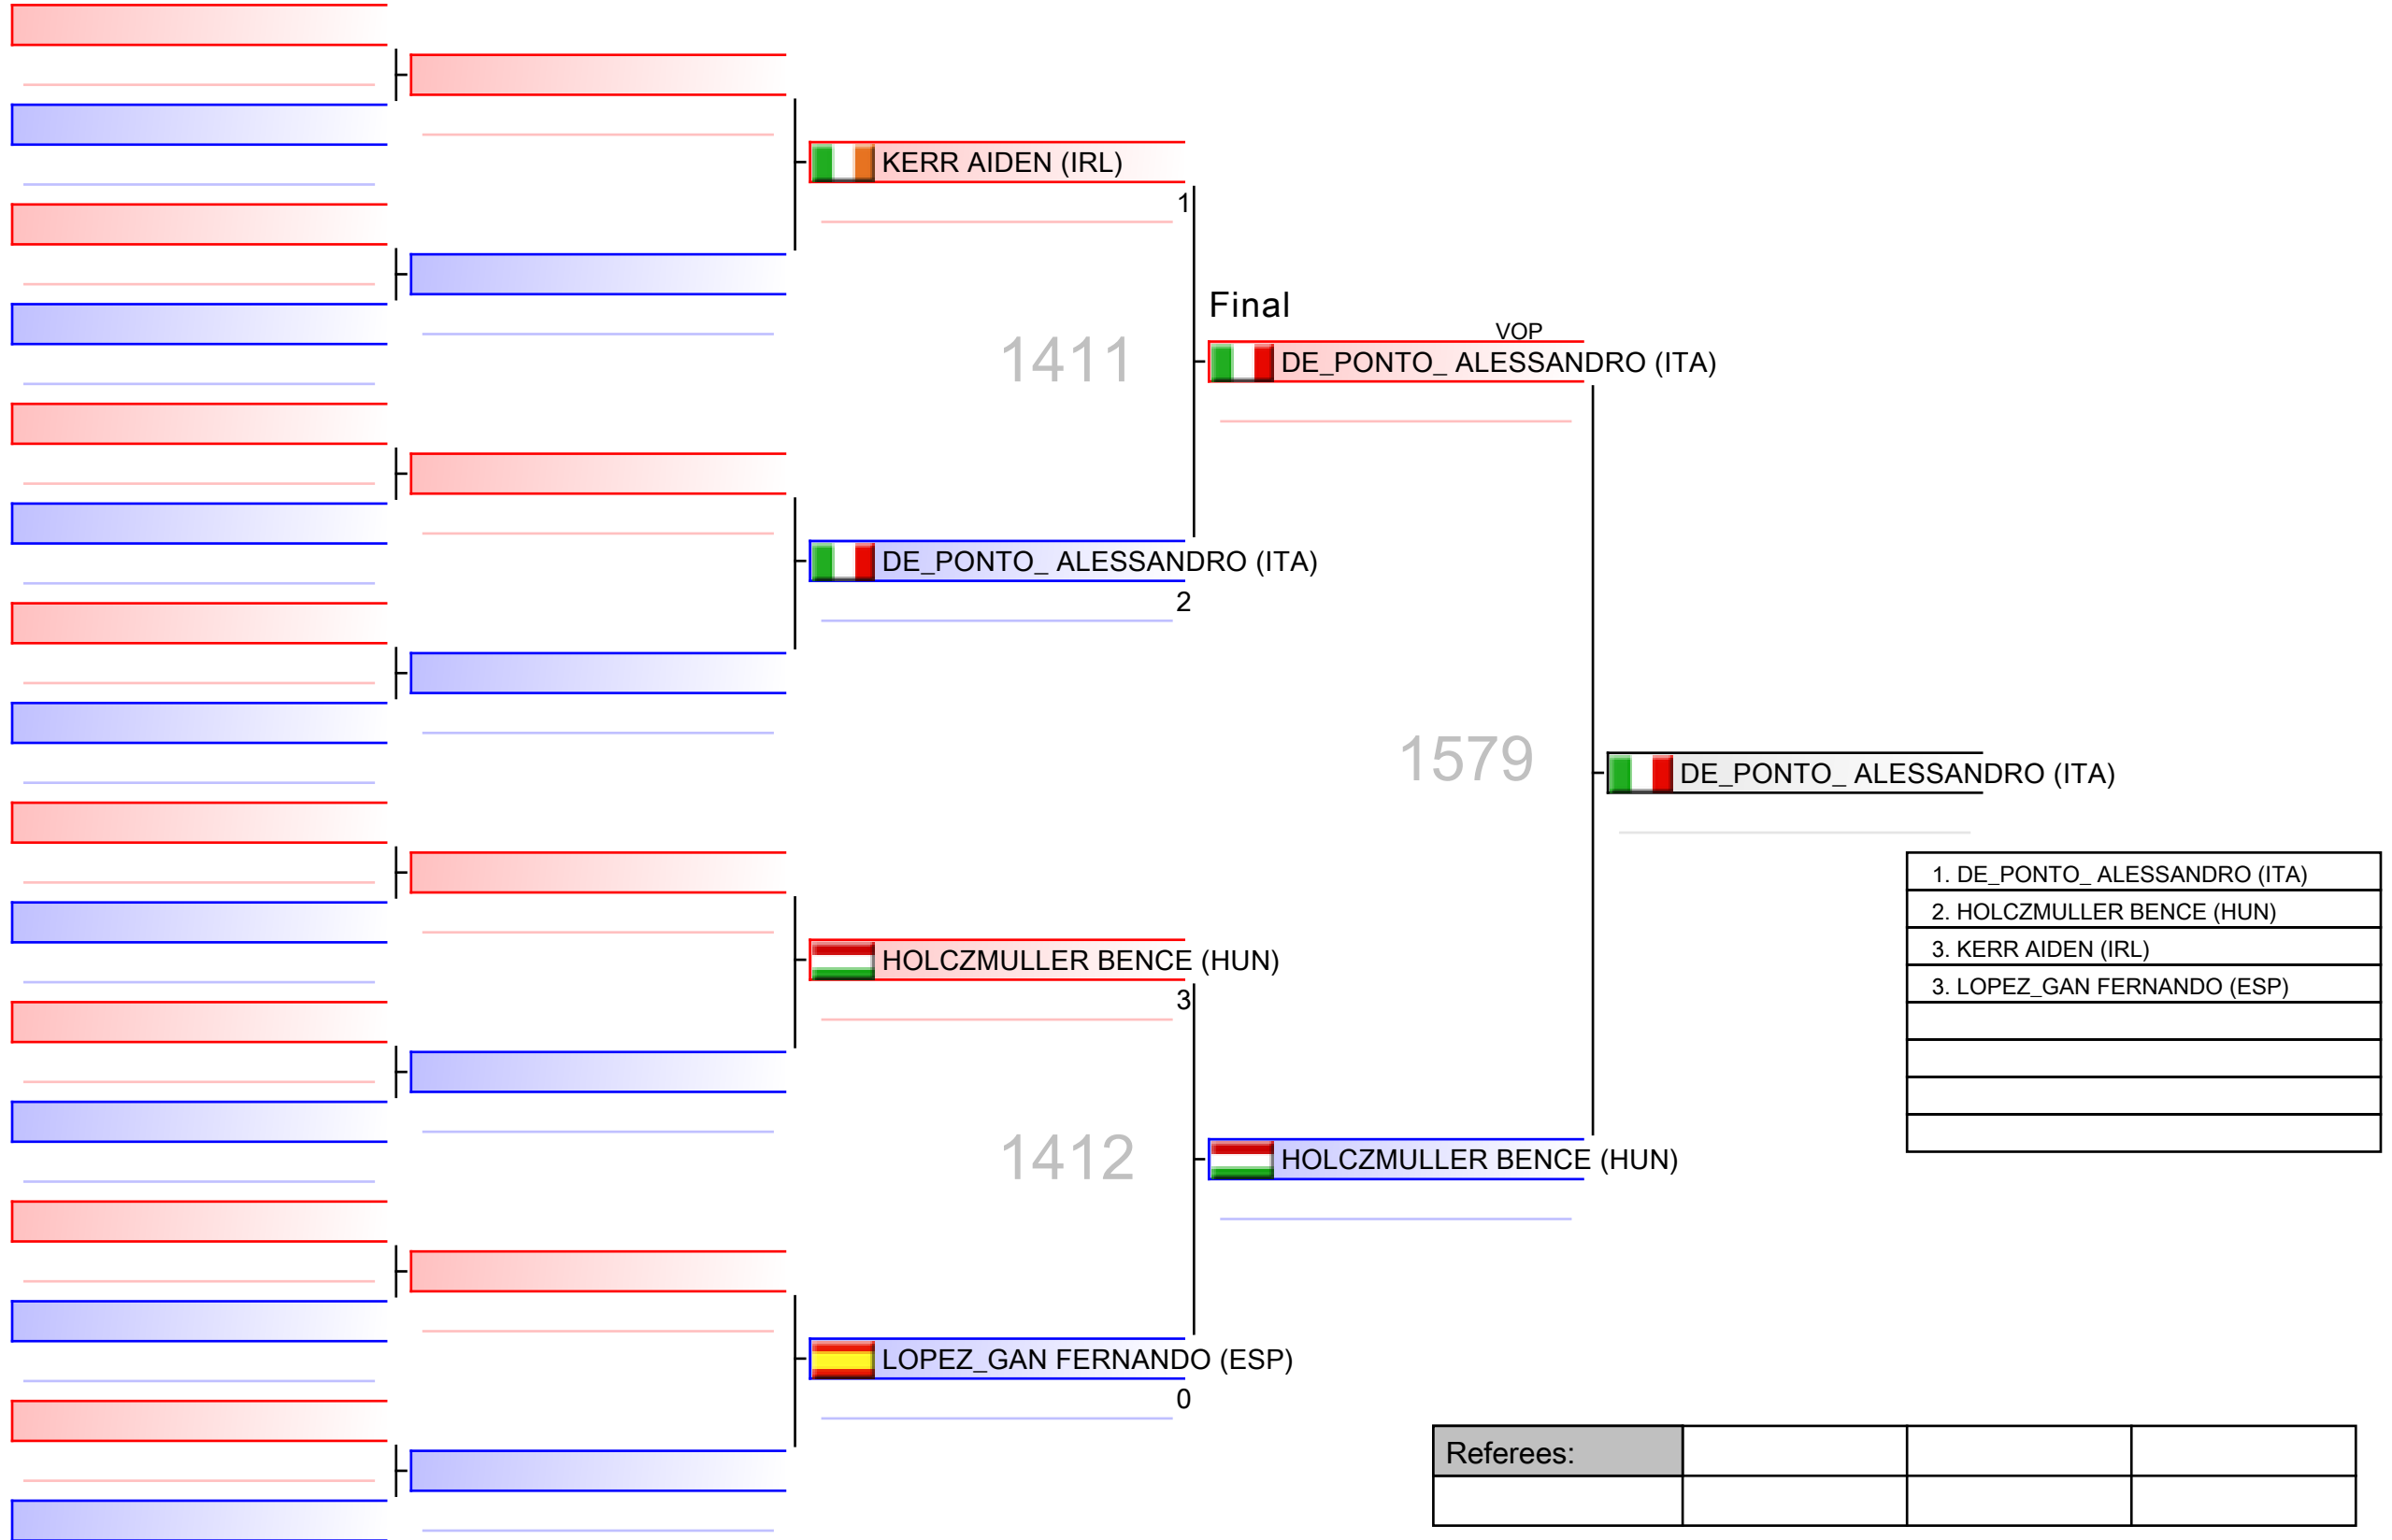 KERR AIDEN (IRL)
1
Final
VOP
1411
DE_PONTO_ ALESSANDRO (ITA)
DE_PONTO_ ALESSANDRO (ITA)
2
1579
DE_PONTO_ ALESSANDRO (ITA)
1. DE_PONTO_ ALESSANDRO (ITA)
2. HOLCZMULLER BENCE (HUN)
3. KERR AIDEN (IRL)
3. LOPEZ_GAN FERNANDO (ESP)
HOLCZMULLER BENCE (HUN)
3
1412
HOLCZMULLER BENCE (HUN)
LOPEZ_GAN FERNANDO (ESP)
0
Referees: